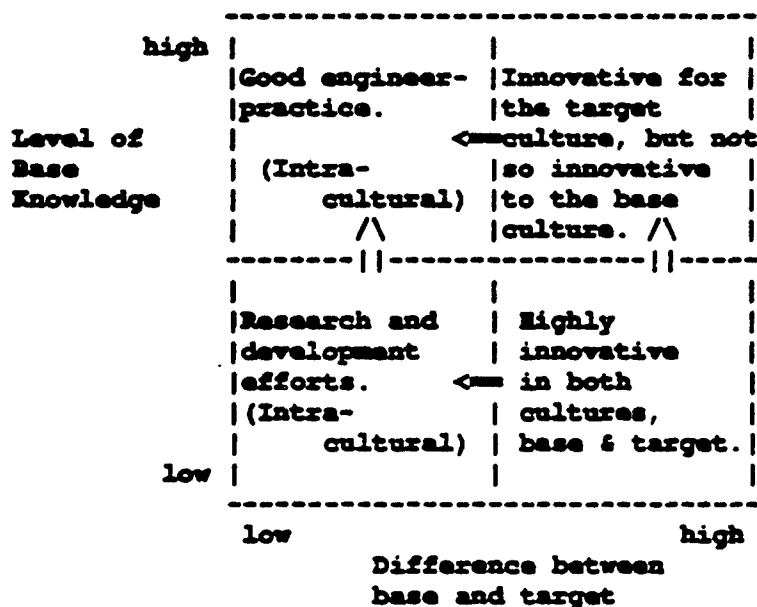 high
Good engineer- Innovative for
practice. the target
Level of <== culture, but not
Base (Intra- so innovative
Knowledge cultural) to the base
/\ culture. /\
|| ||
Research and Highly
development innovative
efforts. <== in both
(Intra- cultures,
cultural) base & target.
low
low high
Difference between
base and target